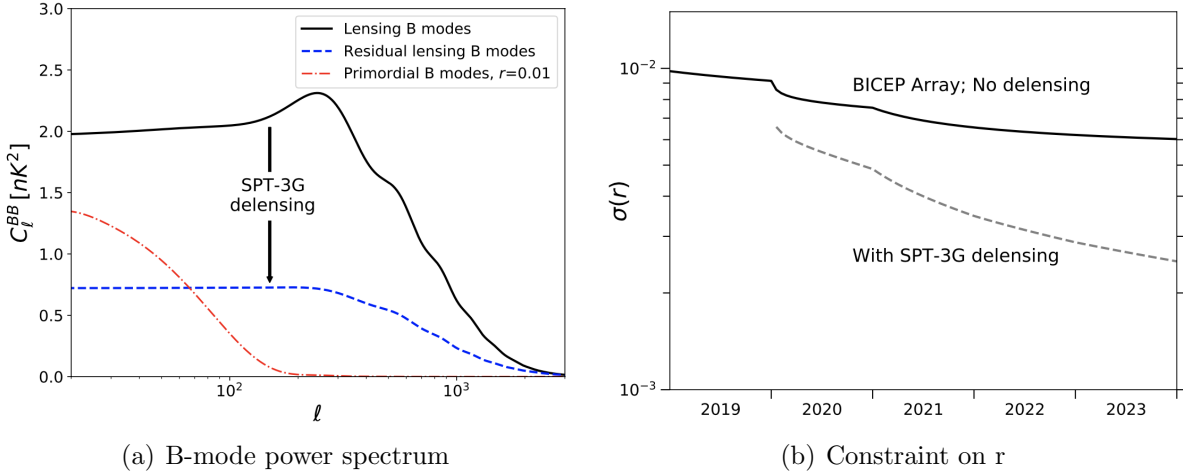 3.0
2.5
2.0
1.5
1.0
0.5
0.0
C_ℓ^{BB} [nK²]
Lensing B modes
Residual lensing B modes
Primordial B modes, r=0.01
SPT-3G
delensing
10² 10³
ℓ
(a) B-mode power spectrum
10⁻²
10⁻³
σ(r)
BICEP Array; No delensing
With SPT-3G delensing
2019 2020 2021 2022 2023
(b) Constraint on r